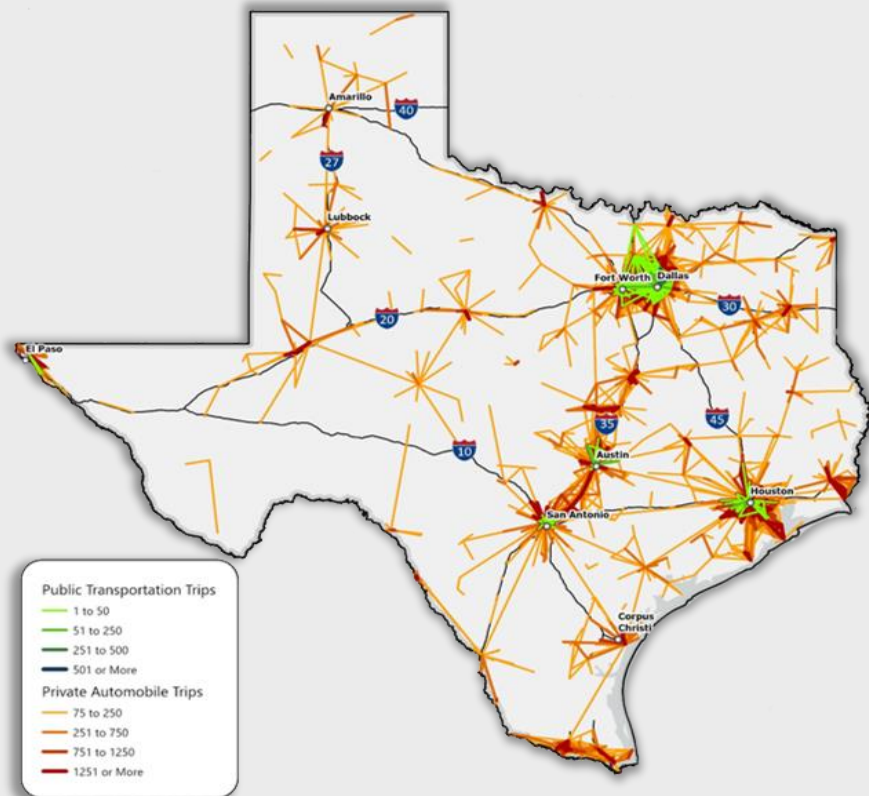 Amarillo
40
27
Lubbock
Fort Worth
Dallas
30
20
El Paso
35
45
10
Austin
Houston
San Antonio
Corpus
Christi
Public Transportation Trips
1 to 50
51 to 250
251 to 500
501 or More
Private Automobile Trips
75 to 250
251 to 750
751 to 1250
1251 or More